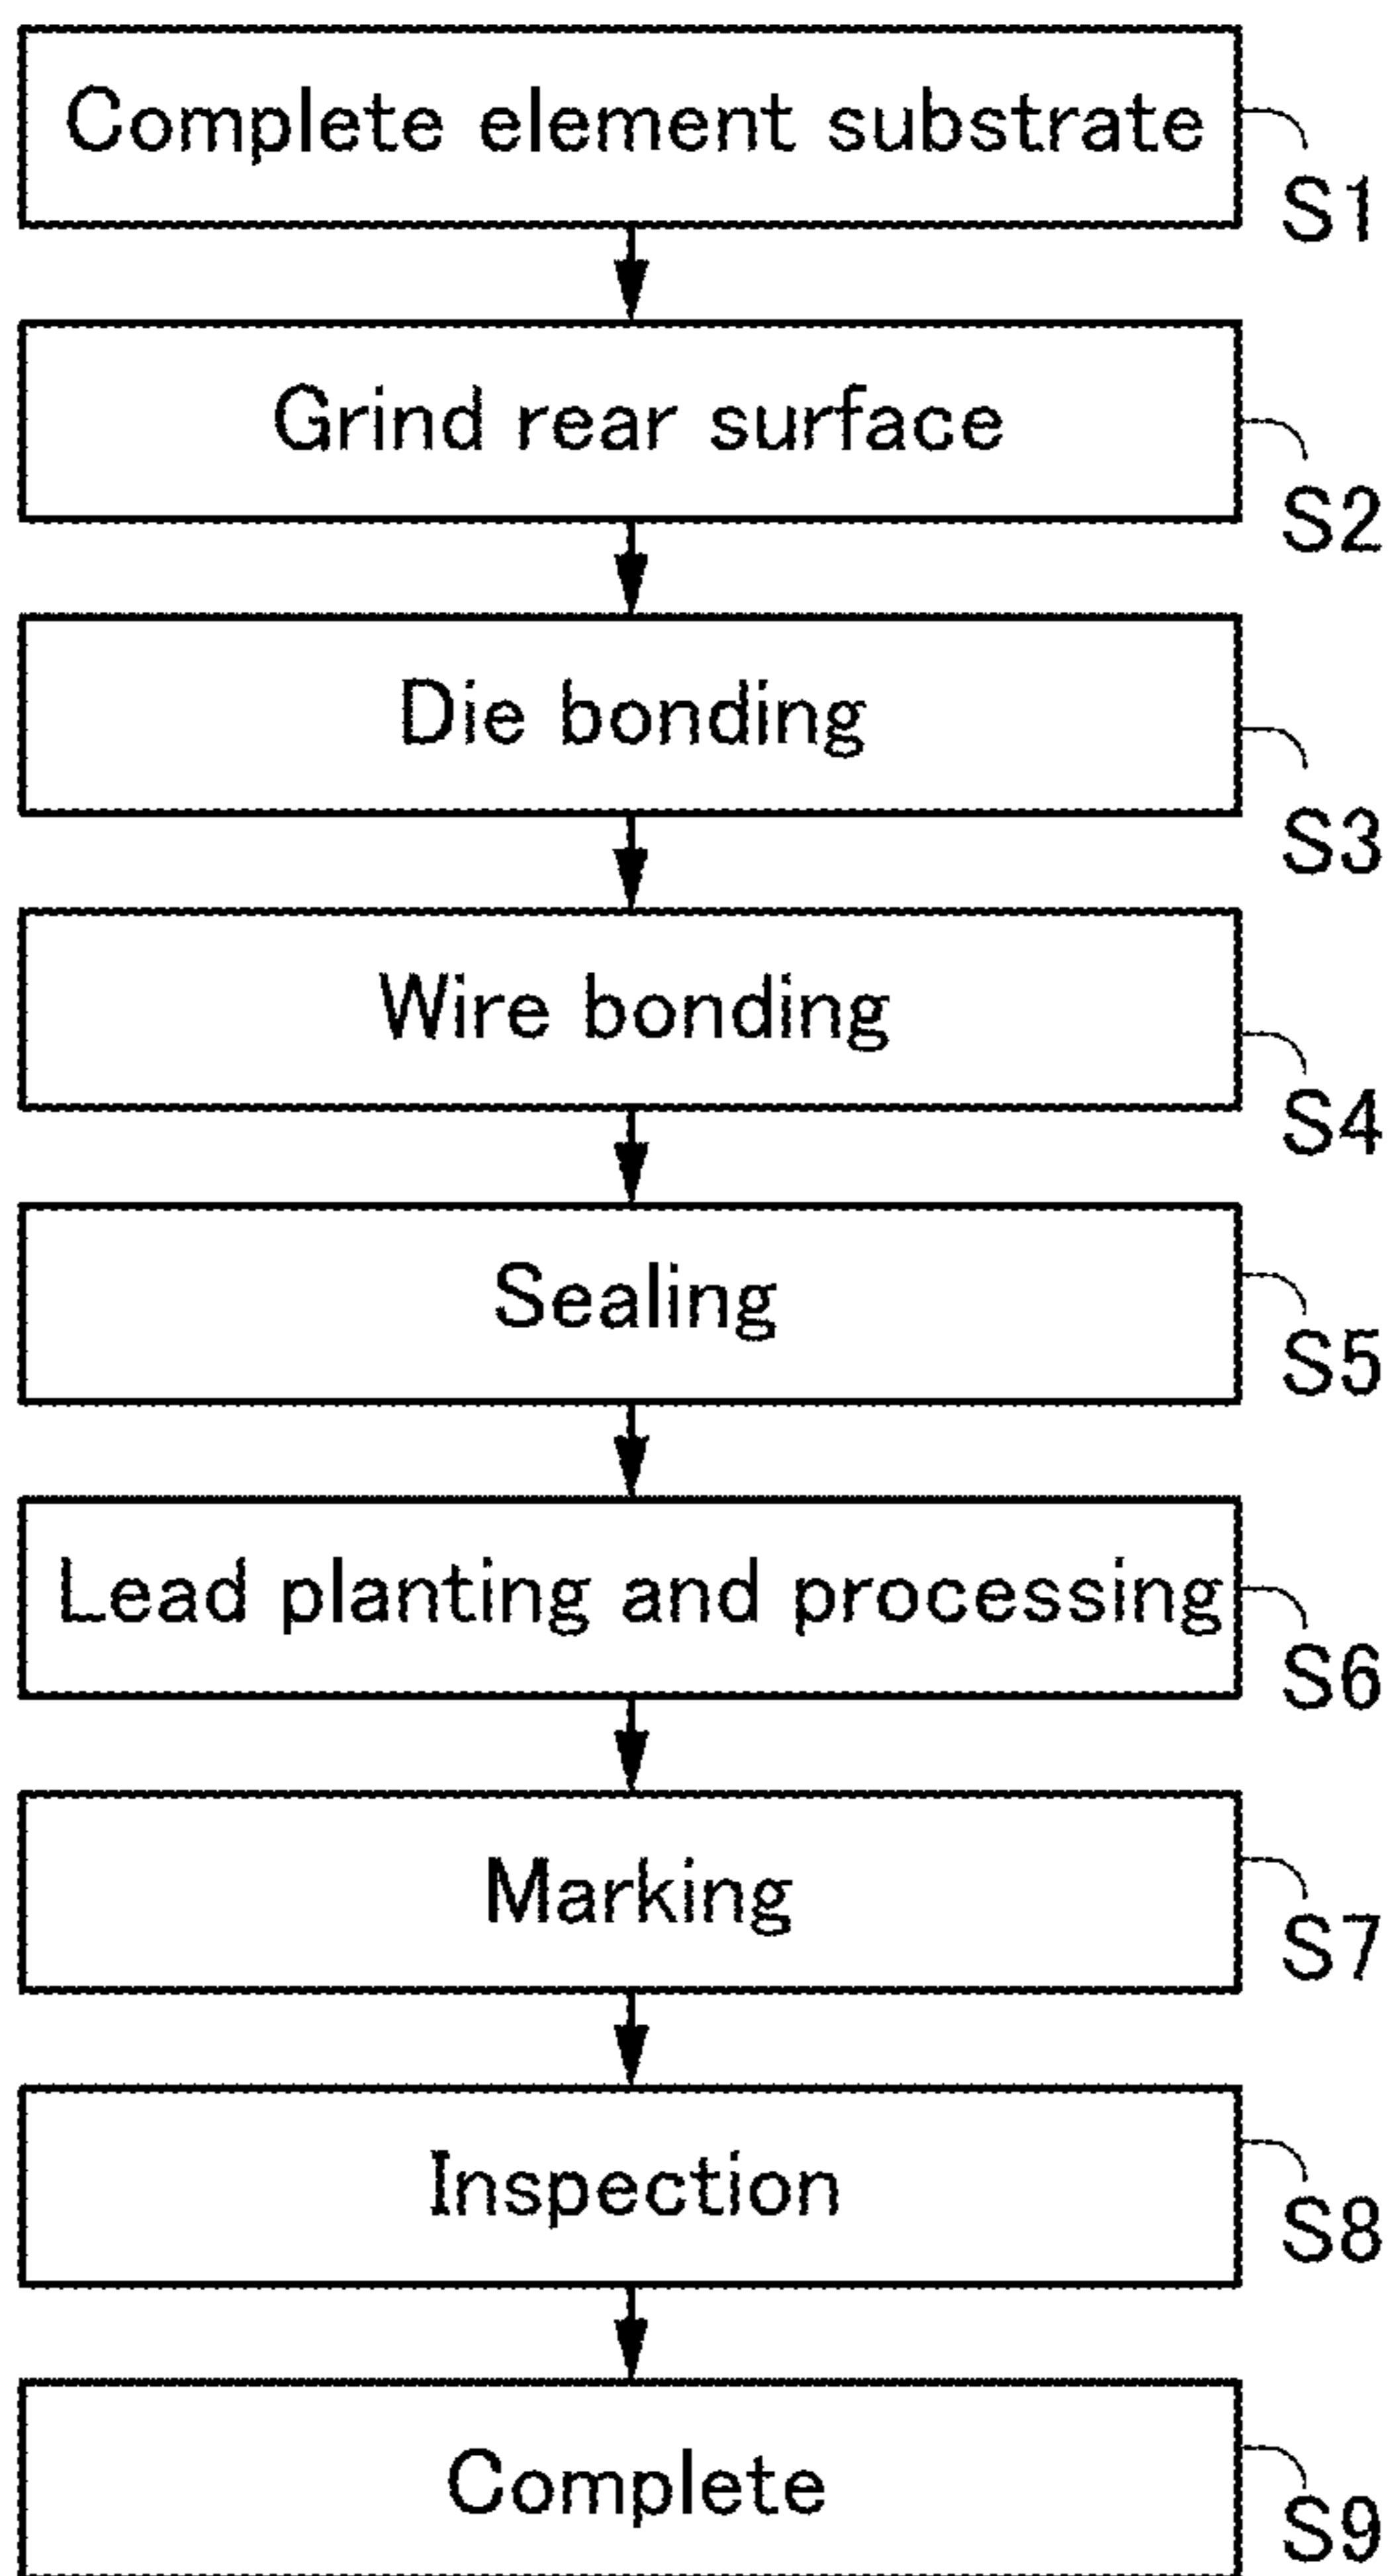 Complete element substrate
S1
Grind rear surface
S2
Die bonding
S3
Wire bonding
S4
Sealing
S5
Lead planting and processing
S6
Marking
S7
Inspection
S8
Complete
S9